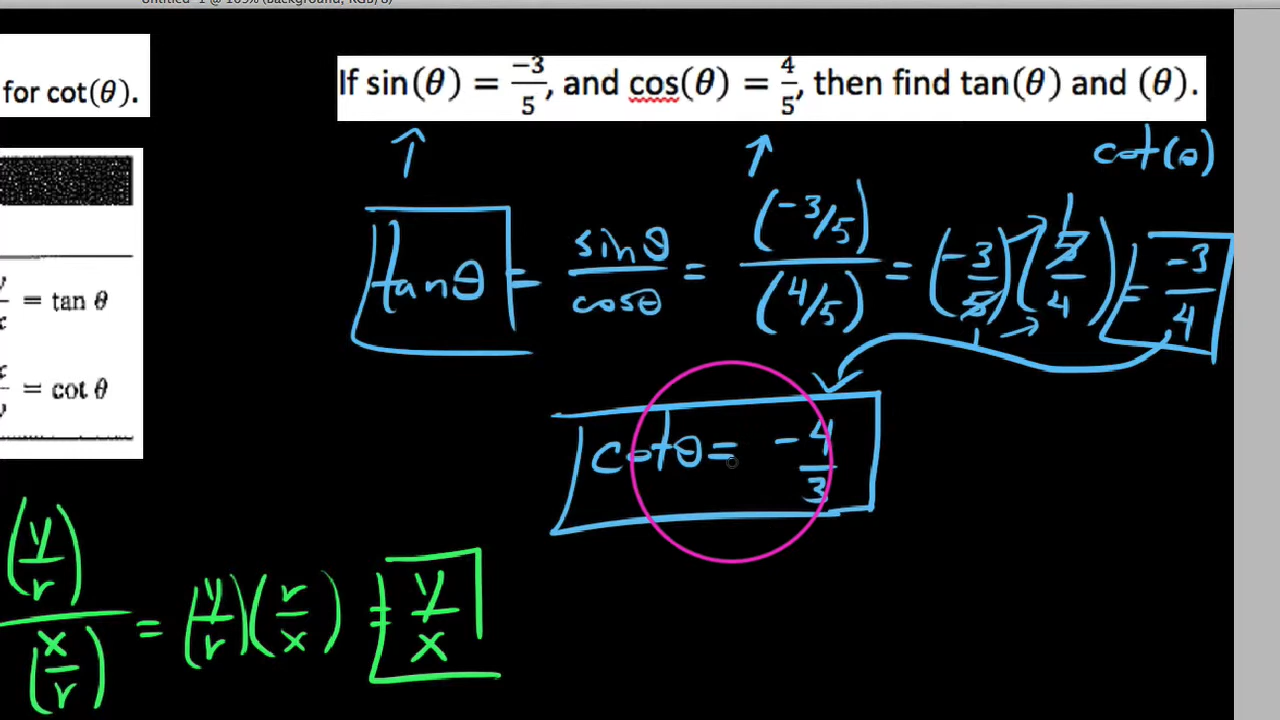 for cot(θ).
If sin(θ) = -3/5, and cos(θ) = 4/5, then find tan(θ) and (θ).
cot(θ)
tanθ = sinθ/cosθ = (-3/5)/(4/5) = (-3/5)(5/4) = -3/4
= tan θ
cotθ = -4/3
= cot θ
(y/r)/(x/r) = (y/r)(r/x) = y/x